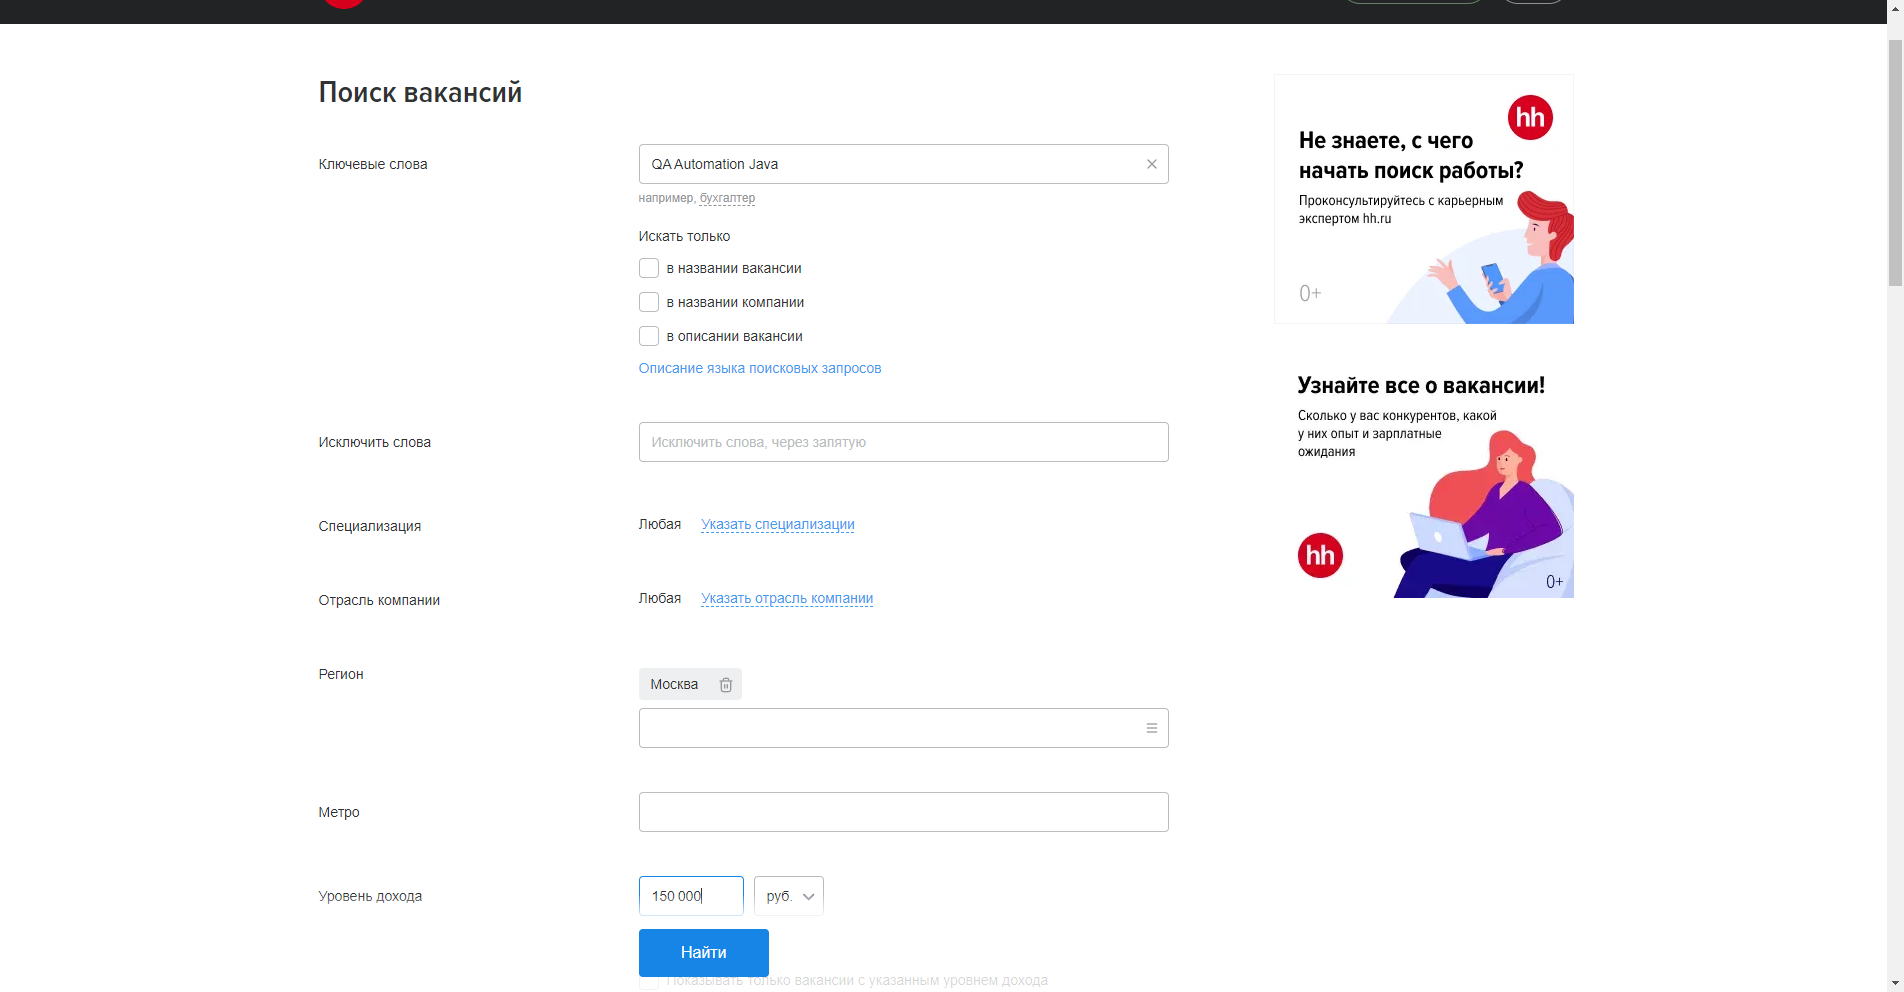 Поиск вакансий
Ключевые слова
QA Automation Java
например, бухгалтер
Искать только
в названии вакансии
в названии компании
в описании вакансии
Описание языка поисковых запросов
Исключить слова
Исключить слова, через запятую
Специализация
Любая Указать специализации
Отрасль компании
Любая Указать отрасль компании
Регион
Москва
Метро
Уровень дохода
150 000 руб.
Найти
Показывать только вакансии с указанным уровнем дохода
hh
Не знаете, с чего
начать поиск работы?
Проконсультируйтесь с карьерным
экспертом hh.ru
0+
Узнайте все о вакансии!
Сколько у вас конкурентов, какой
у них опыт и зарплатные
ожидания
hh
0+